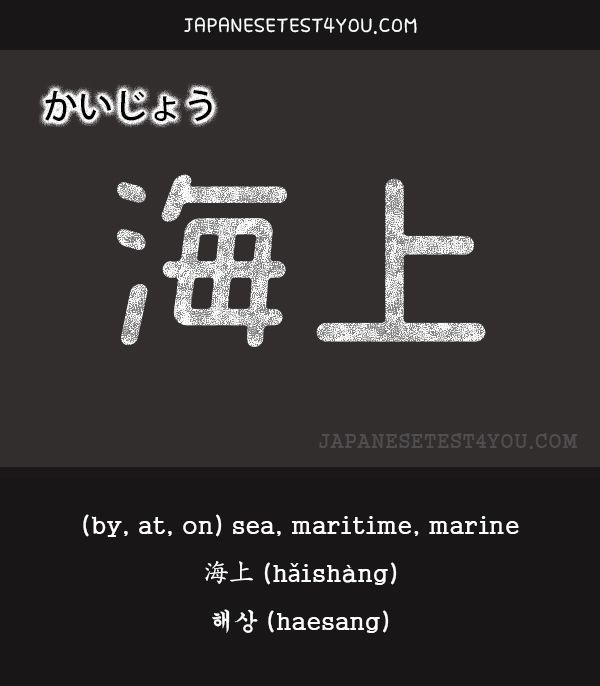 JAPANESETEST4YOU.COM
かいじょう
海上
JAPANESETEST4YOU.COM
(by, at, on) sea, maritime, marine
海上 (hǎishàng)
해상 (haesang)